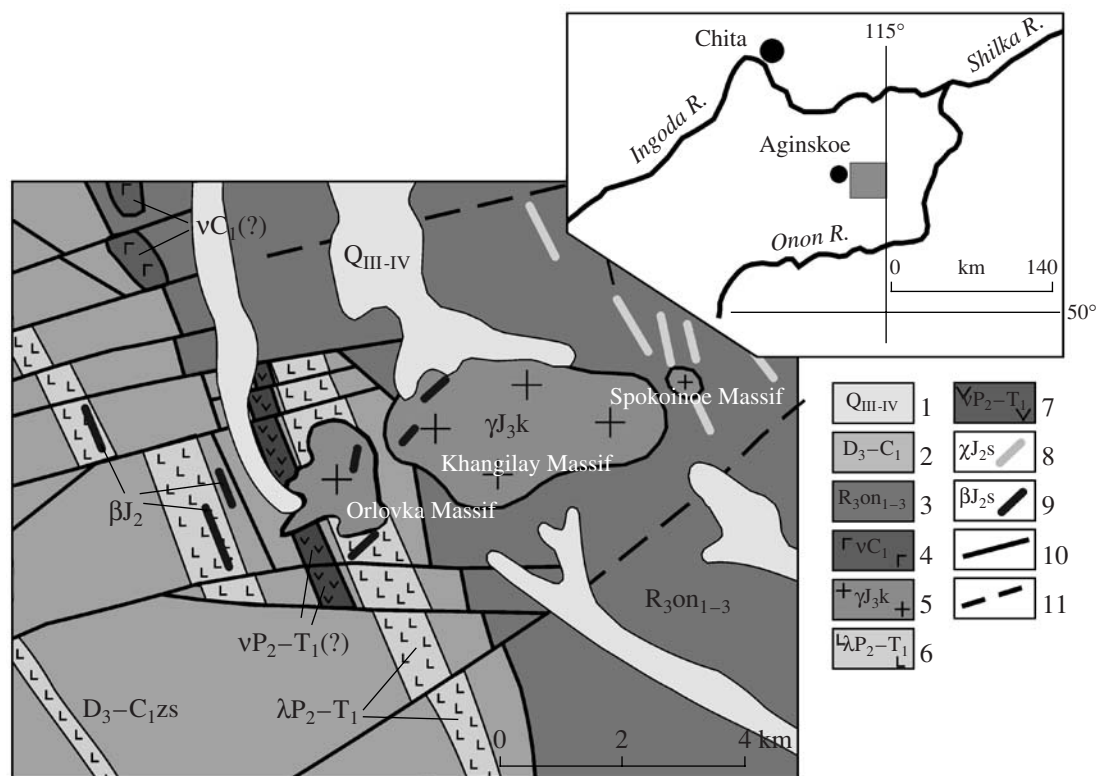 Chita
115°
Shilka R.
Ingoda R.
Aginskoe
Onon R.
0 km 140
50°
νC₁(?)
Q_III-IV
Spokoinoe Massif
γJ₃k
Khangilay Massif
Orlovka Massif
βJ₂
R₃on₁₋₃
νP₂–T₁(?)
D₃–C₁zs
λP₂–T₁
0 2 4 km
Q_III-IV 1
D₃–C₁ 2
R₃on₁₋₃ 3
νC₁ 4
γJ₃k 5
λP₂–T₁ 6
νP₂–T₁ 7
χJ₂s 8
βJ₂s 9
10
11